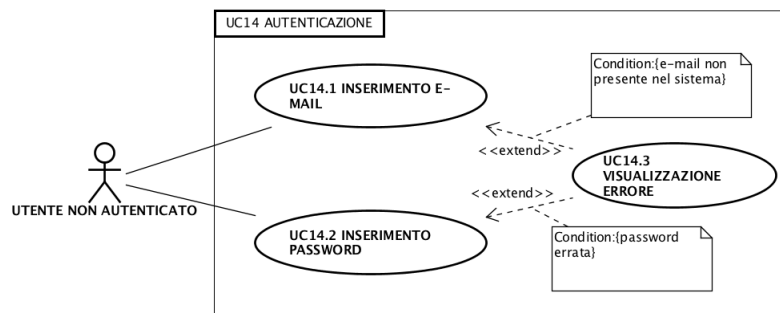 UC14 AUTENTICAZIONE
Condition:{e-mail non
presente nel sistema}
UC14.1 INSERIMENTO E-
MAIL
<<extend>>
UC14.3
VISUALIZZAZIONE
ERRORE
<<extend>>
UTENTE NON AUTENTICATO
UC14.2 INSERIMENTO
PASSWORD
Condition:{password
errata}